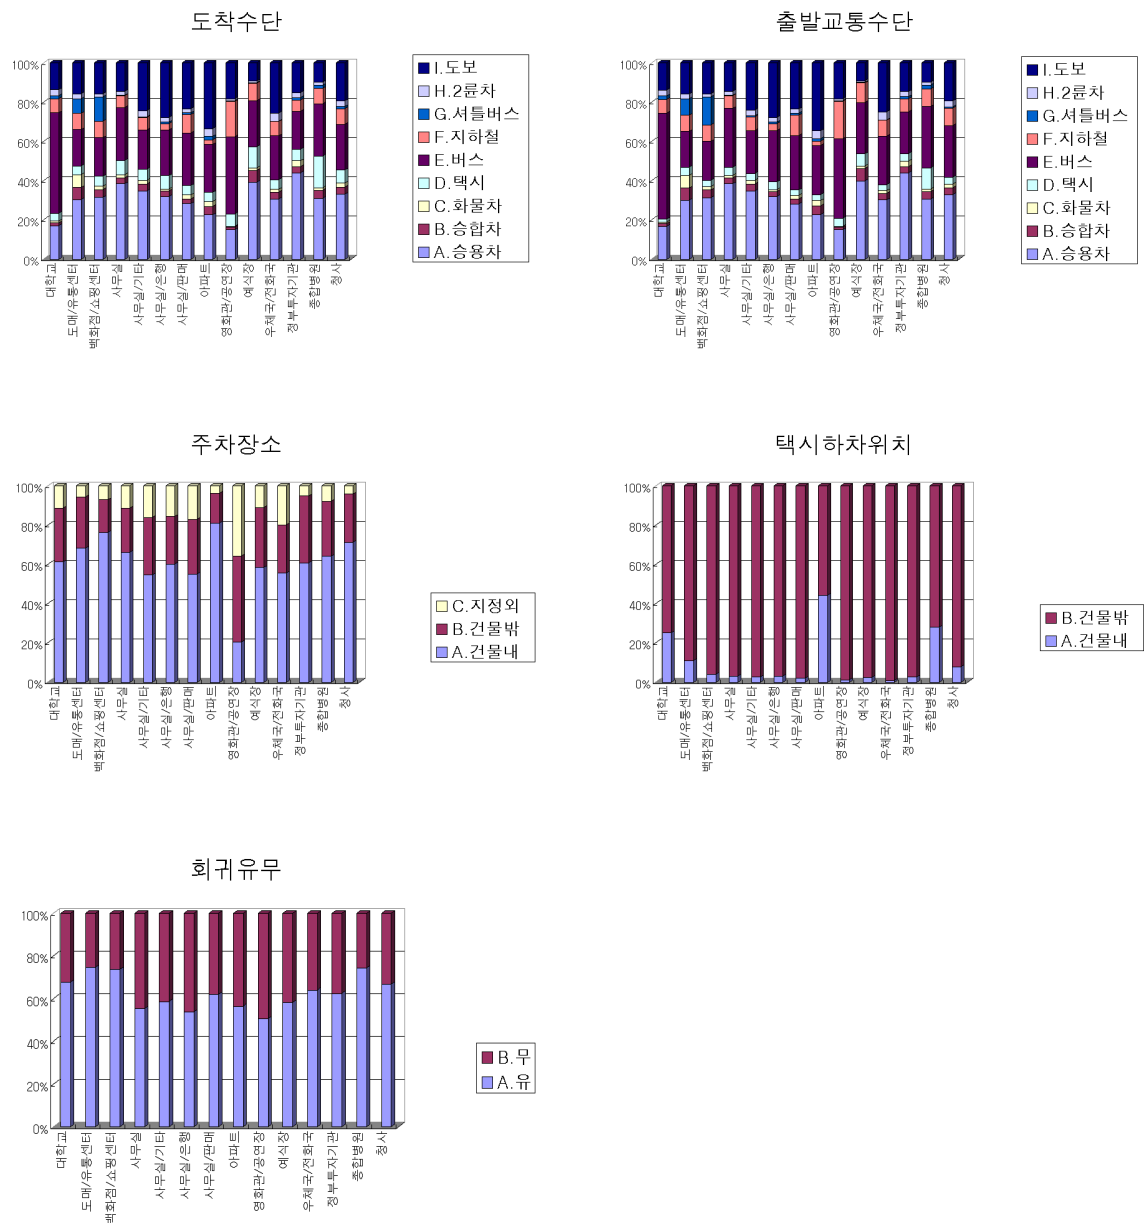 도착수단
100%
80%
60%
40%
20%
0%
대학교
도매/유통센터
백화점/쇼핑센터
사무실
사무실/기타
사무실/은행
사무실/판매
아파트
영화관/공연장
예식장
우체국/전화국
정부투자기관
종합병원
청사
I.도보
H.2륜차
G.셔틀버스
F.지하철
E.버스
D.택시
C.화물차
B.승합차
A.승용차
출발교통수단
100%
80%
60%
40%
20%
0%
대학교
도매/유통센터
백화점/쇼핑센터
사무실
사무실/기타
사무실/은행
사무실/판매
아파트
영화관/공연장
예식장
우체국/전화국
정부투자기관
종합병원
청사
I.도보
H.2륜차
G.셔틀버스
F.지하철
E.버스
D.택시
C.화물차
B.승합차
A.승용차
주차장소
100%
80%
60%
40%
20%
0%
대학교
도매/유통센터
백화점/쇼핑센터
사무실
사무실/기타
사무실/은행
사무실/판매
아파트
영화관/공연장
예식장
우체국/전화국
정부투자기관
종합병원
청사
C.지정외
B.건물밖
A.건물내
택시하차위치
100%
80%
60%
40%
20%
0%
대학교
도매/유통센터
백화점/쇼핑센터
사무실
사무실/기타
사무실/은행
사무실/판매
아파트
영화관/공연장
예식장
우체국/전화국
정부투자기관
종합병원
청사
B.건물밖
A.건물내
회귀유무
100%
80%
60%
40%
20%
0%
대학교
도매/유통센터
백화점/쇼핑센터
사무실
사무실/기타
사무실/은행
사무실/판매
아파트
영화관/공연장
예식장
우체국/전화국
정부투자기관
종합병원
청사
B.무
A.유